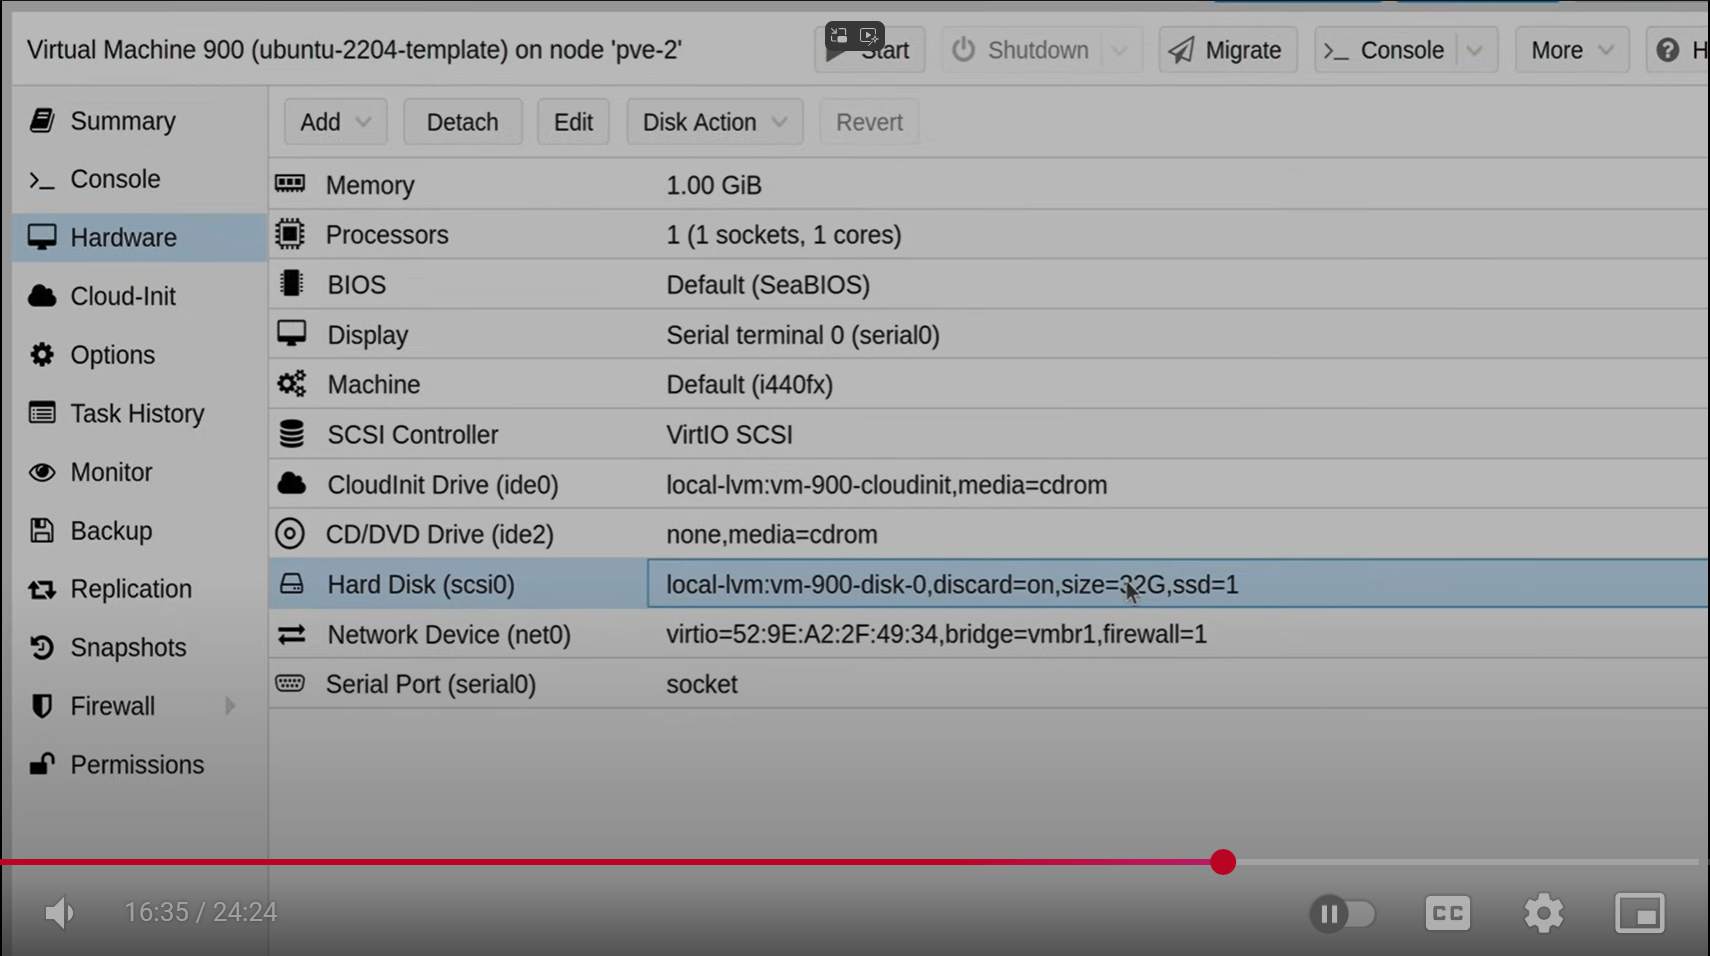 Virtual Machine 900 (ubuntu-2204-template) on node 'pve-2'
Start
Shutdown
Migrate
Console
More
H
Summary
Console
Hardware
Cloud-Init
Options
Task History
Monitor
Backup
Replication
Snapshots
Firewall
Permissions
Add
Detach
Edit
Disk Action
Revert
Memory 1.00 GiB
Processors 1 (1 sockets, 1 cores)
BIOS Default (SeaBIOS)
Display Serial terminal 0 (serial0)
Machine Default (i440fx)
SCSI Controller VirtIO SCSI
CloudInit Drive (ide0) local-lvm:vm-900-cloudinit,media=cdrom
CD/DVD Drive (ide2) none,media=cdrom
Hard Disk (scsi0) local-lvm:vm-900-disk-0,discard=on,size=32G,ssd=1
Network Device (net0) virtio=52:9E:A2:2F:49:34,bridge=vmbr1,firewall=1
Serial Port (serial0) socket
16:35 / 24:24
CC